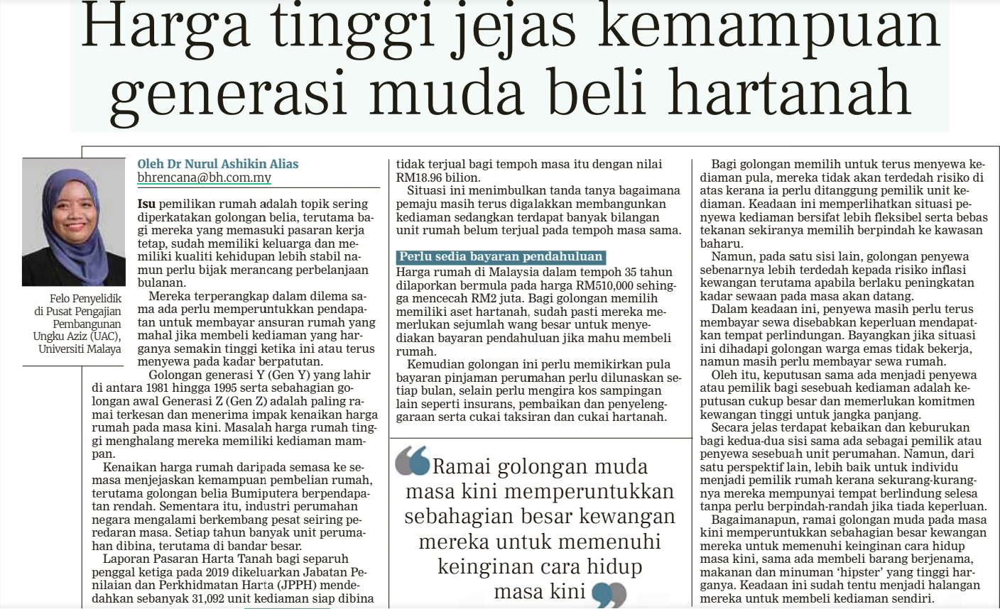 Harga tinggi jejas kemampuan
generasi muda beli hartanah
Felo Penyelidik
di Pusat Pengajian
Pembangunan
Ungku Aziz (UAC),
Universiti Malaya
Oleh Dr Nurul Ashikin Alias
bhrencana@bh.com.my
Isu pemilikan rumah adalah topik sering
diperkatakan golongan belia, terutama ba-
gi mereka yang memasuki pasaran kerja
tetap, sudah memiliki keluarga dan me-
miliki kualiti kehidupan lebih stabil na-
mun perlu bijak merancang perbelanjaan
bulanan.
Mereka terperangkap dalam dilema sa-
ma ada perlu memperuntukkan pendapa-
tan untuk membayar ansuran rumah yang
mahal jika membeli kediaman yang har-
ganya semakin tinggi ketika ini atau terus
menyewa pada kadar berpatutan.
Golongan generasi Y (Gen Y) yang lahir
di antara 1981 hingga 1995 serta sebahagian go-
longan awal Generasi Z (Gen Z) adalah paling ra-
mai terkesan dan menerima impak kenaikan harga
rumah pada masa kini. Masalah harga rumah ting-
gi menghalang mereka memiliki kediaman mam-
pan.
Kenaikan harga rumah daripada semasa ke se-
masa menjejaskan kemampuan pembelian rumah,
terutama golongan belia Bumiputera berpendapa-
tan rendah. Sementara itu, industri perumahan
negara mengalami berkembang pesat seiring pe-
redaran masa. Setiap tahun banyak unit peruma-
han dibina, terutama di bandar besar.
Laporan Pasaran Harta Tanah bagi separuh
penggal ketiga pada 2019 dikeluarkan Jabatan Pe-
nilaian dan Perkhidmatan Harta (JPPH) mende-
dahkan sebanyak 31,092 unit kediaman siap dibina
tidak terjual bagi tempoh masa itu dengan nilai
RM18.96 bilion.
Situasi ini menimbulkan tanda tanya bagaimana
pemaju masih terus digalakkan membangunkan
kediaman sedangkan terdapat banyak bilangan
unit rumah belum terjual pada tempoh masa sama.
Perlu sedia bayaran pendahuluan
Harga rumah di Malaysia dalam tempoh 35 tahun
dilaporkan bermula pada harga RM510,000 sehing-
ga mencecah RM2 juta. Bagi golongan memilih
memiliki aset hartanah, sudah pasti mereka me-
merlukan sejumlah wang besar untuk menye-
diakan bayaran pendahuluan jika mahu membeli
rumah.
Kemudian golongan ini perlu memikirkan pula
bayaran pinjaman perumahan perlu dilunaskan se-
tiap bulan, selain perlu mengira kos sampingan
lain seperti insurans, pembaikan dan penyeleng-
garaan serta cukai taksiran dan cukai hartanah.
“Ramai golongan muda
masa kini memperuntukkan
sebahagian besar kewangan
mereka untuk memenuhi
keinginan cara hidup
masa kini”
Bagi golongan memilih untuk terus menyewa ke-
diaman pula, mereka tidak akan terdedah risiko di
atas kerana ia perlu ditanggung pemilik unit ke-
diaman. Keadaan ini memperlihatkan situasi pe-
nyewa kediaman bersifat lebih fleksibel serta bebas
tekanan sekiranya memilih berpindah ke kawasan
baharu.
Namun, pada satu sisi lain, golongan penyewa
sebenarnya lebih terdedah kepada risiko inflasi
kewangan terutama apabila berlaku peningkatan
kadar sewaan pada masa akan datang.
Dalam keadaan ini, penyewa masih perlu terus
membayar sewa disebabkan keperluan mendapat-
kan tempat perlindungan. Bayangkan jika situasi
ini dihadapi golongan warga emas tidak bekerja,
namun masih perlu membayar sewa rumah.
Oleh itu, keputusan sama ada menjadi penyewa
atau pemilik bagi sesebuah kediaman adalah ke-
putusan cukup besar dan memerlukan komitmen
kewangan tinggi untuk jangka panjang.
Secara jelas terdapat kebaikan dan keburukan
bagi kedua-dua sisi sama ada sebagai pemilik atau
penyewa sesebuah unit perumahan. Namun, dari
satu perspektif lain, lebih baik untuk individu
menjadi pemilik rumah kerana sekurang-kurang-
nya mereka mempunyai tempat berlindung selesa
tanpa perlu berpindah-randah jika tiada keperluan.
Bagaimanapun, ramai golongan muda pada masa
kini memperuntukkan sebahagian besar kewangan
mereka untuk memenuhi keinginan cara hidup
masa kini, sama ada membeli barang berjenama,
makanan dan minuman ‘hipster’ yang tinggi har-
ganya. Keadaan ini sudah tentu menjadi halangan
mereka untuk membeli kediaman sendiri.